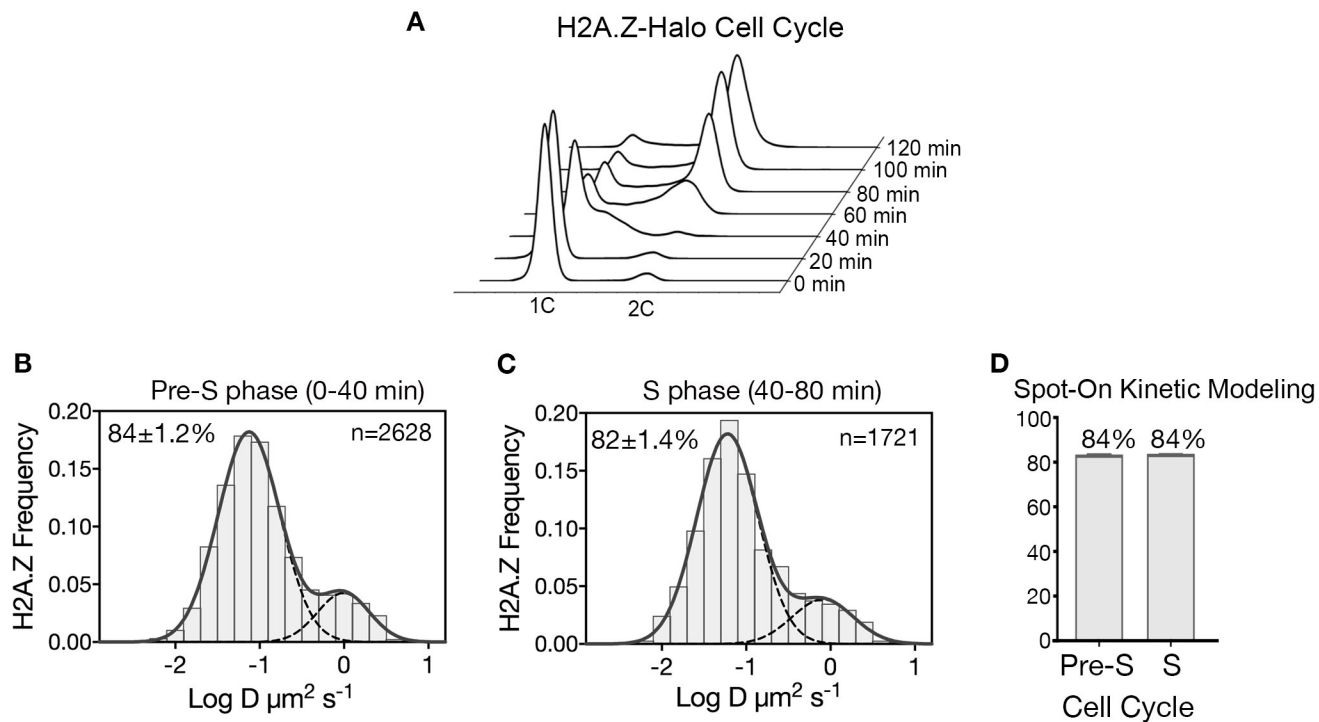 A
H2A.Z-Halo Cell Cycle
120 min
100 min
80 min
60 min
40 min
20 min
0 min
1C
2C
B
Pre-S phase (0-40 min)
84±1.2%
n=2628
H2A.Z Frequency
0.20
0.15
0.10
0.05
0.00
-2
-1
0
1
Log D µm² s⁻¹
C
S phase (40-80 min)
82±1.4%
n=1721
H2A.Z Frequency
0.20
0.15
0.10
0.05
0.00
-2
-1
0
1
Log D µm² s⁻¹
D
Spot-On Kinetic Modeling
100
80
60
40
20
0
84%
84%
Pre-S
S
Cell Cycle